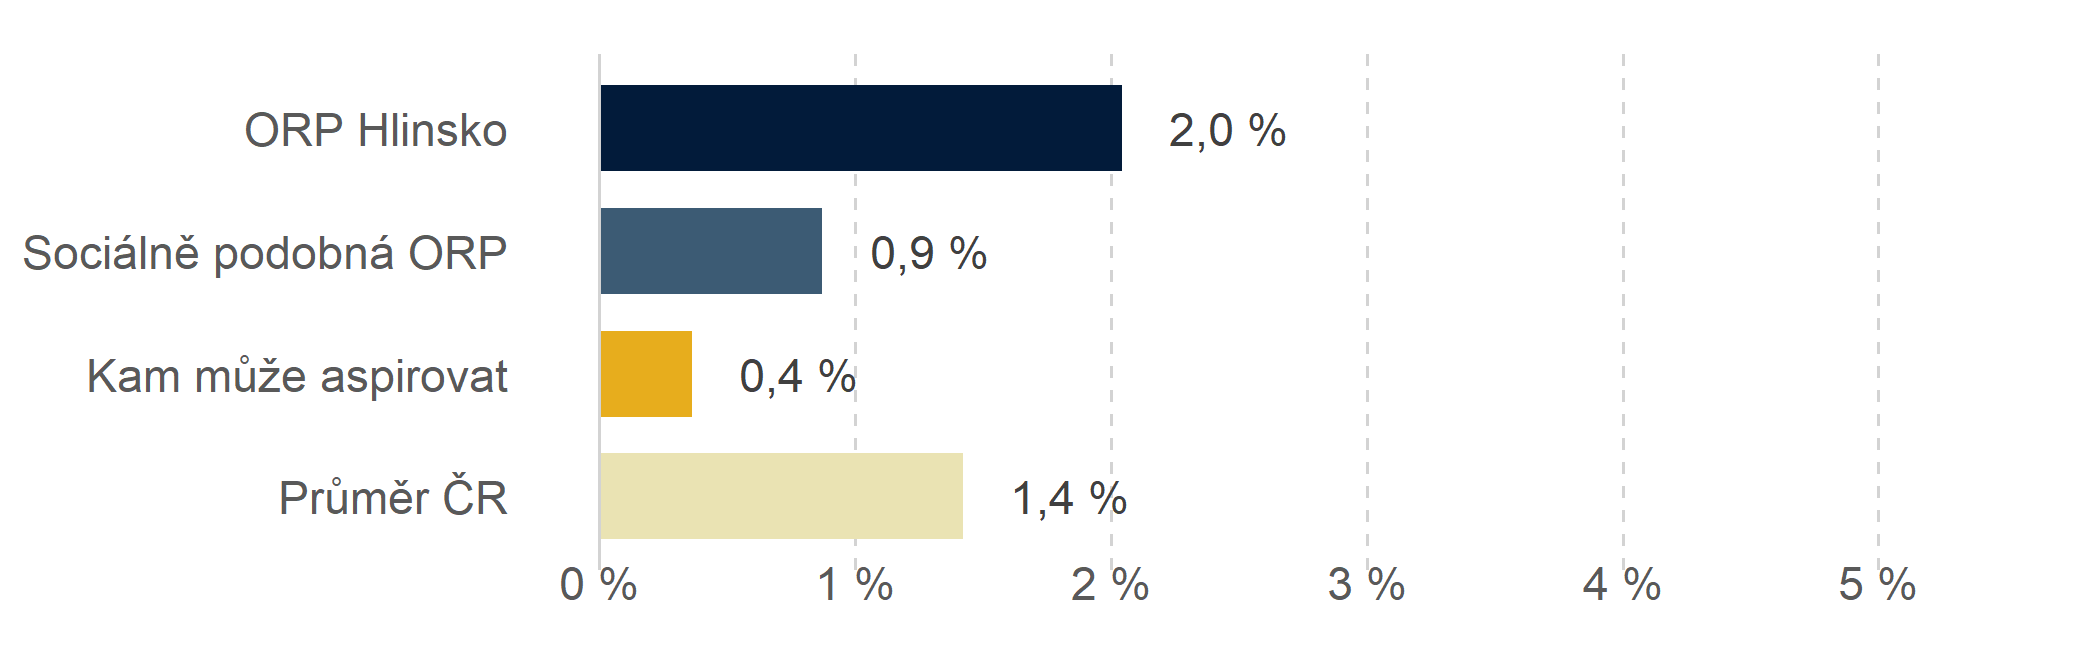 ORP Hlinsko 2,0 %
Sociálně podobná ORP 0,9 %
Kam může aspirovat 0,4 %
Průměr ČR 1,4 %
0 % 1 % 2 % 3 % 4 % 5 %